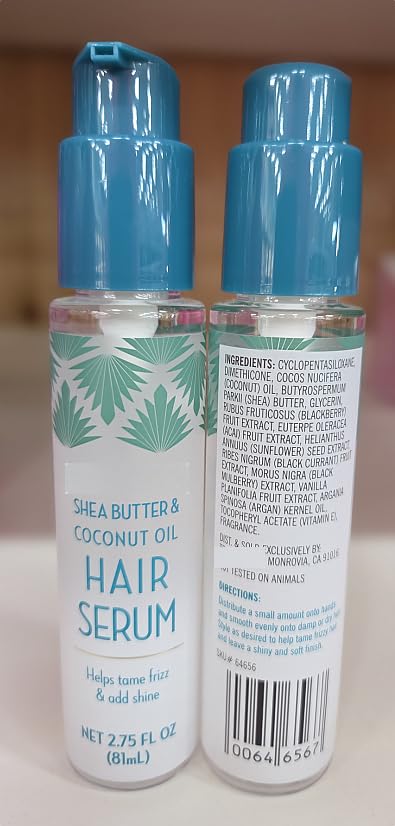 SHEA BUTTER &
COCONUT OIL
HAIR
SERUM
Helps tame frizz
& add shine
NET 2.75 FL OZ
(81mL)
INGREDIENTS: CYCLOPENTASILOXANE,
DIMETHICONE, COCOS NUCIFERA
(COCONUT) OIL, BUTYROSPERMUM
PARKII (SHEA) BUTTER, GLYCERIN,
RUBUS FRUTICOSUS (BLACKBERRY)
FRUIT EXTRACT, EUTERPE OLERACEA
(ACAI) FRUIT EXTRACT, HELIANTHUS
ANNUUS (SUNFLOWER) SEED EXTRACT,
RIBES NIGRUM (BLACK CURRANT) FRUIT
EXTRACT, MORUS NIGRA (BLACK
MULBERRY) EXTRACT, VANILLA
PLANIFOLIA FRUIT EXTRACT, ARGANIA
SPINOSA (ARGAN) KERNEL OIL,
TOCOPHERYL ACETATE (VITAMIN E),
FRAGRANCE.
DIST. & SOLD EXCLUSIVELY BY:
MONROVIA, CA 91016
TESTED ON ANIMALS
DIRECTIONS:
Distribute a small amount onto hands
and smooth evenly onto damp or dry hair.
Style as desired to help tame frizzy hair
and leave a shiny and soft finish.
SKU# 64656
0064 6567